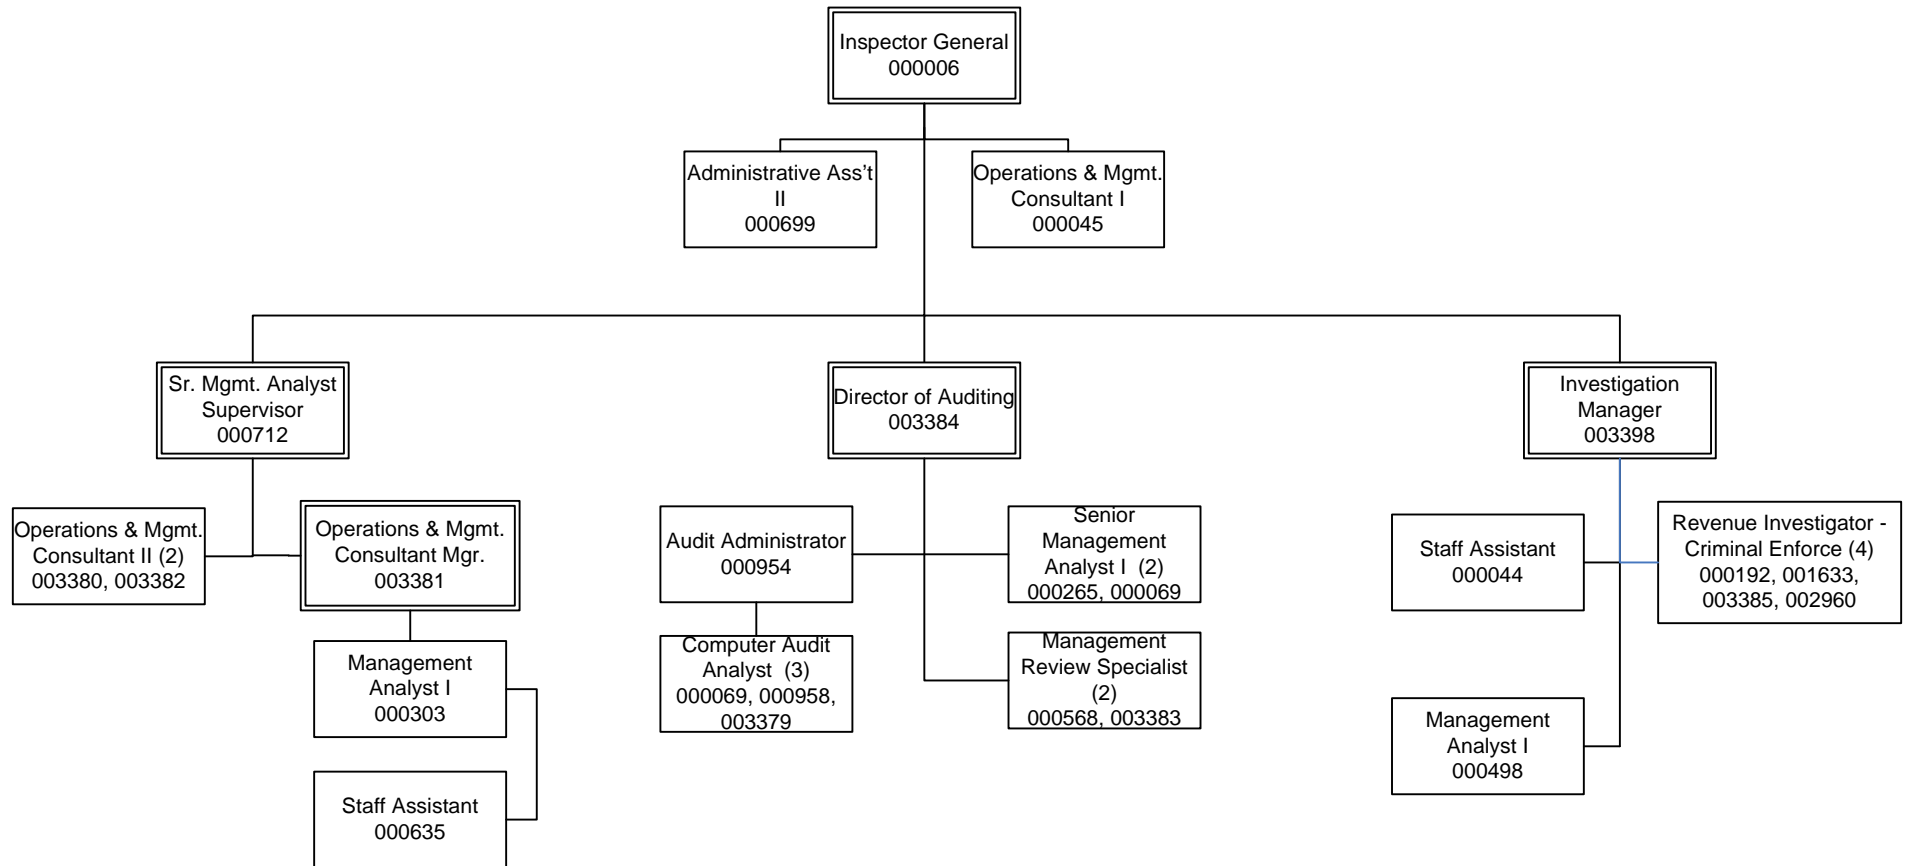 Inspector General
000006
Administrative Ass't
II
000699
Operations & Mgmt.
Consultant I
000045
Sr. Mgmt. Analyst
Supervisor
000712
Director of Auditing
003384
Investigation
Manager
003398
Operations & Mgmt.
Consultant II (2)
003380, 003382
Operations & Mgmt.
Consultant Mgr.
003381
Management
Analyst I
000303
Staff Assistant
000635
Audit Administrator
000954
Computer Audit
Analyst  (3)
000069, 000958,
003379
Senior
Management
Analyst I  (2)
000265, 000069
Management
Review Specialist
(2)
000568, 003383
Staff Assistant
000044
Revenue Investigator -
Criminal Enforce (4)
000192, 001633,
003385, 002960
Management
Analyst I
000498